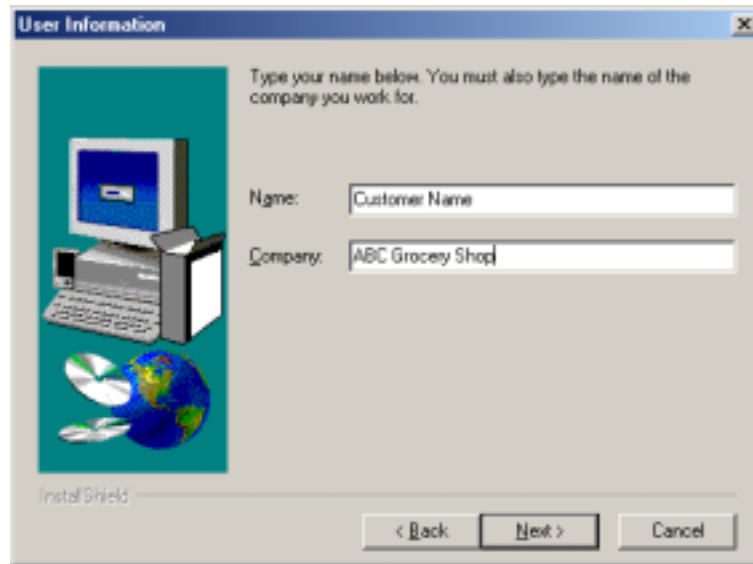 User Information
Type your name below. You must also type the name of the
company you work for.
Name: Customer Name
Company: ABC Grocery Shop
InstallShield
< Back Next > Cancel